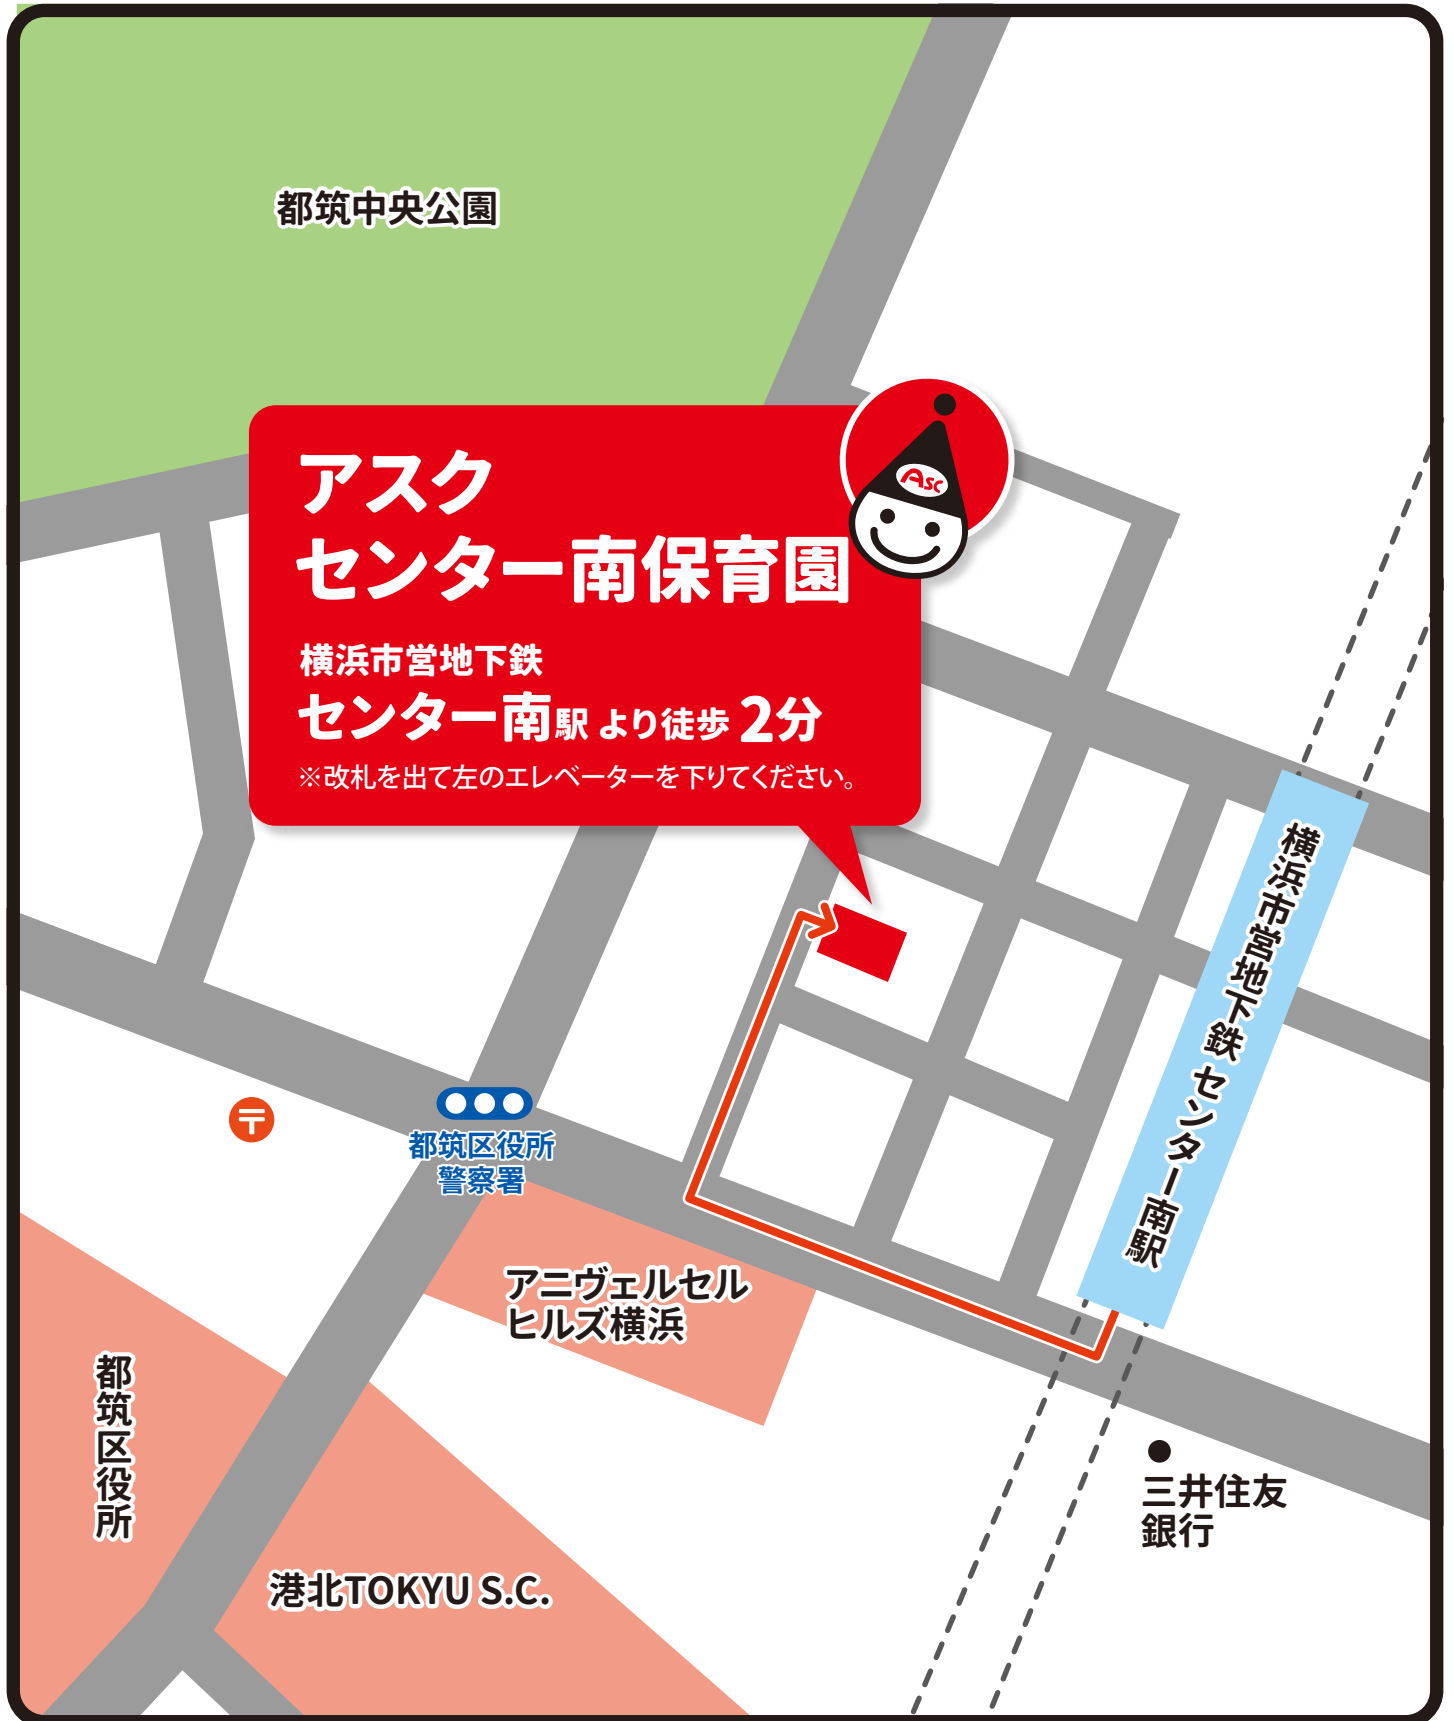 都筑中央公園
アスク
センター南保育園
横浜市営地下鉄
センター南駅 より徒歩 2分
※改札を出て左のエレベーターを下りてください。
ASC
横浜市営地下鉄 センター南駅
〒
都筑区役所
警察署
アニヴェルセル
ヒルズ横浜
都筑区役所
港北TOKYU S.C.
三井住友
銀行